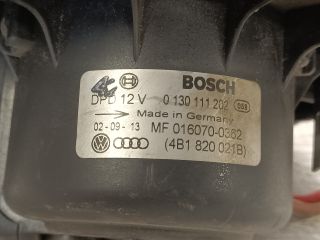 BOSCH
DPD 12 V 0 130 111 202
Made in Germany
02-09-13 MF 016070-0362
(4B1 820 021B)